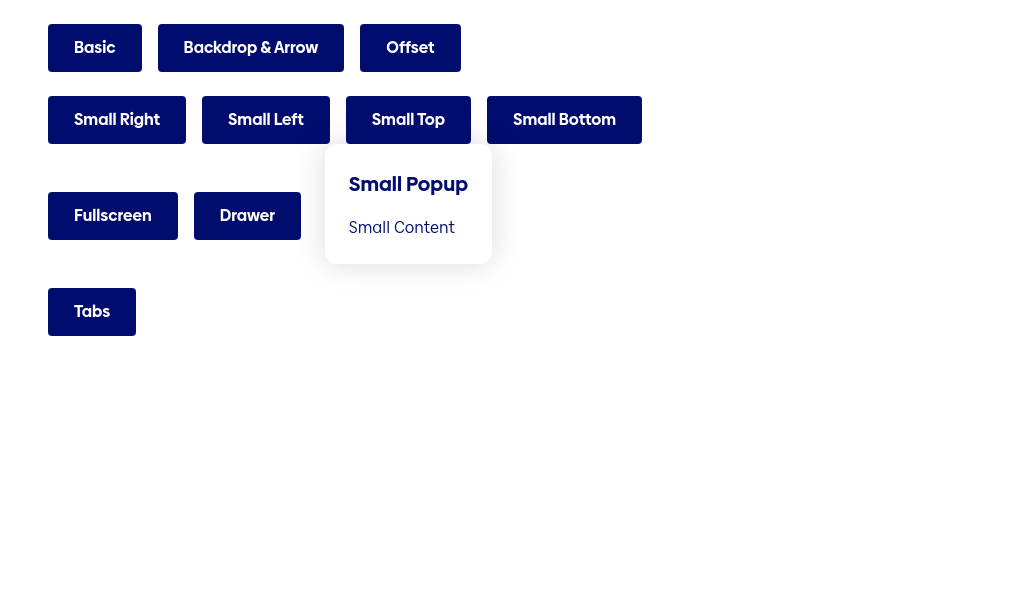 Basic
Backdrop & Arrow
Offset
Small Right
Small Left
Small Top
Small Bottom
Small Popup
Small Content
Fullscreen
Drawer
Tabs